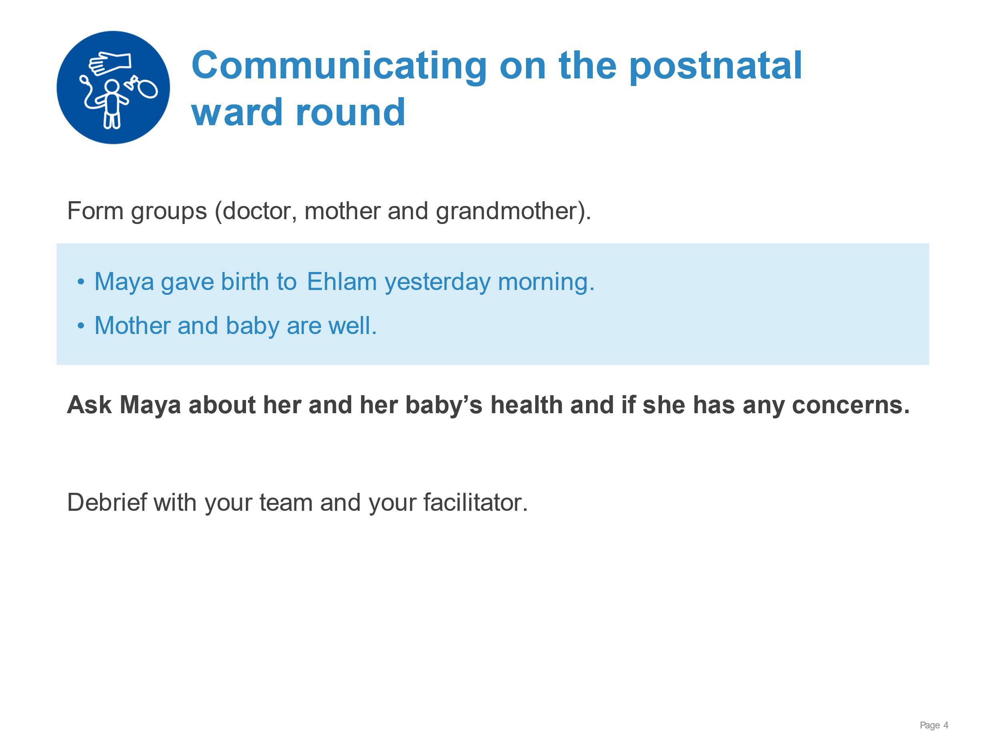 Communicating on the postnatal
ward round
Form groups (doctor, mother and grandmother).
• Maya gave birth to Ehlam yesterday morning.
• Mother and baby are well.
Ask Maya about her and her baby’s health and if she has any concerns.
Debrief with your team and your facilitator.
Page 4